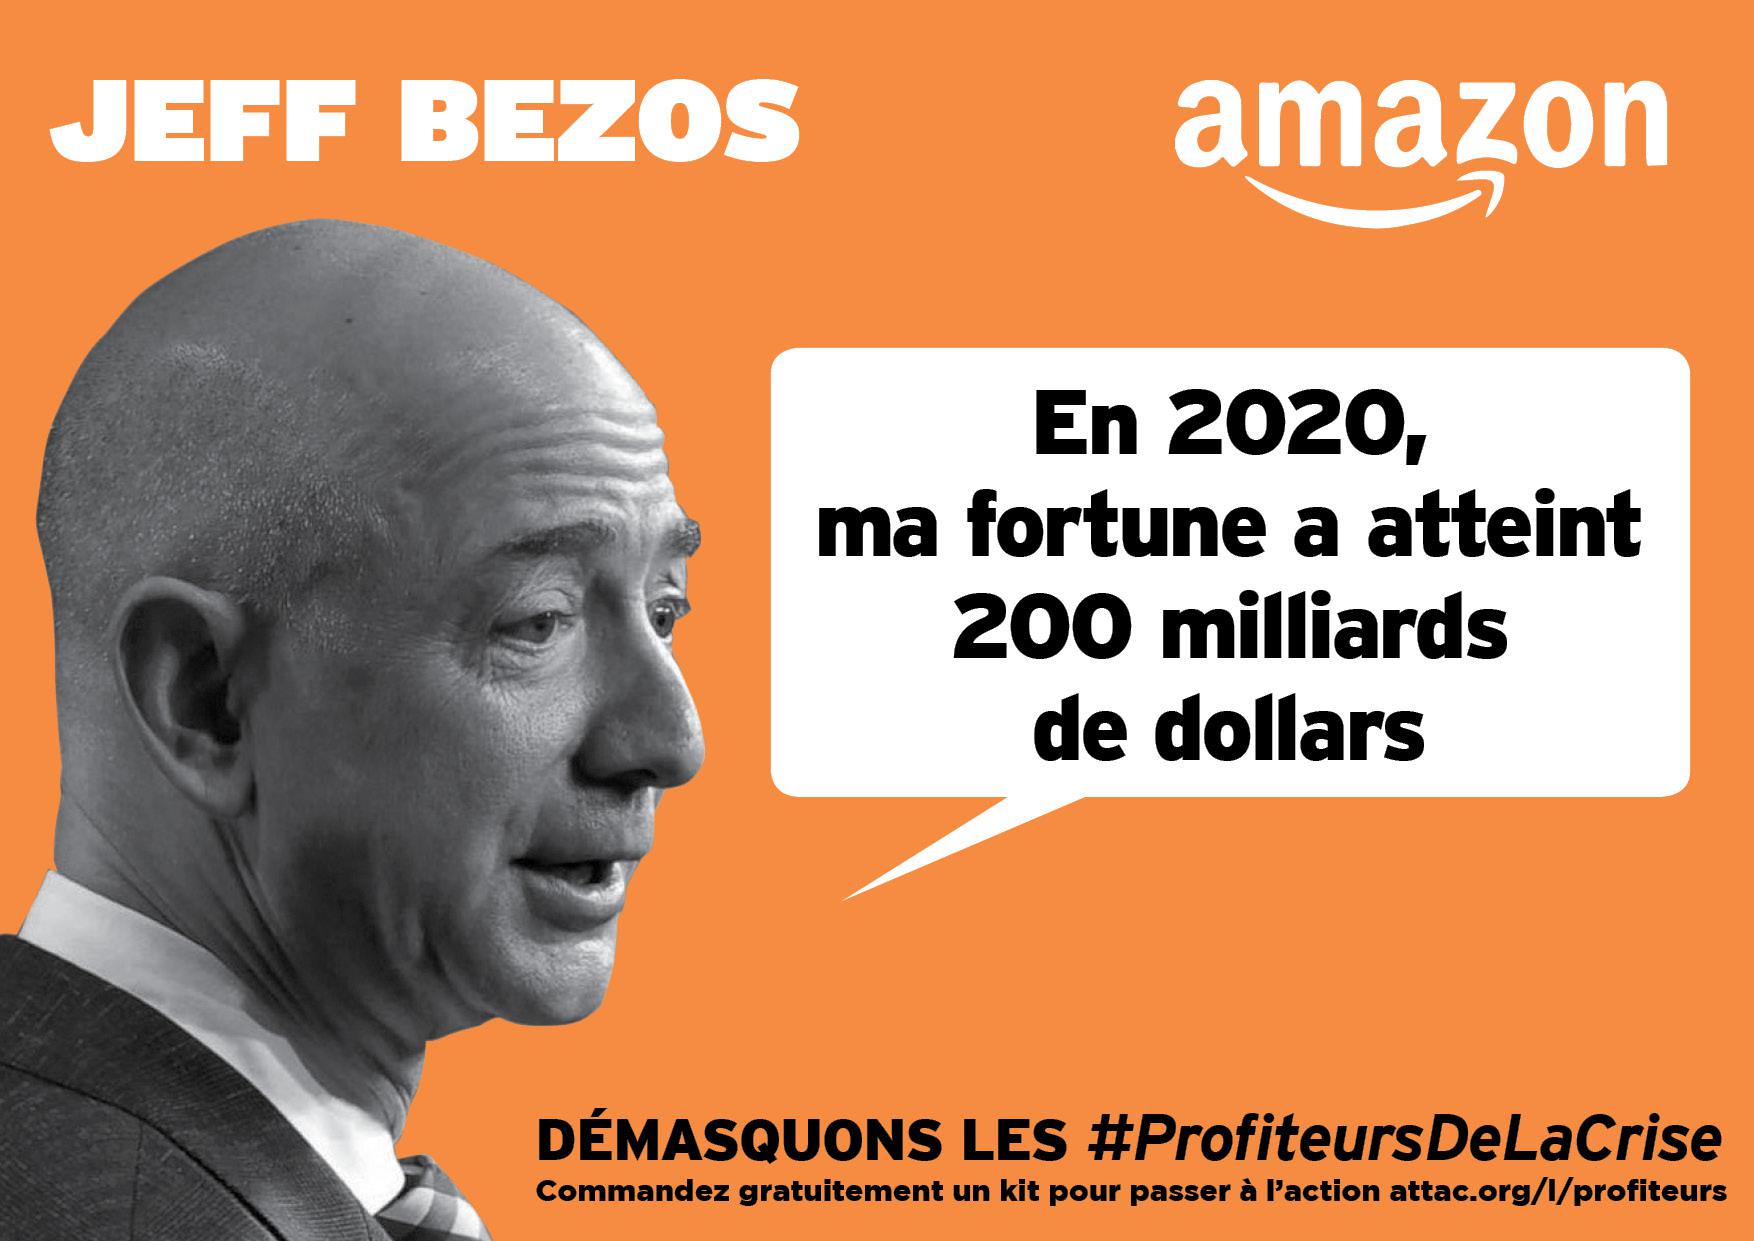 JEFF BEZOS
amazon
En 2020,
ma fortune a atteint
200 milliards
de dollars
DÉMASQUONS LES #ProfiteursDeLaCrise
Commandez gratuitement un kit pour passer à l'action attac.org/l/profiteurs